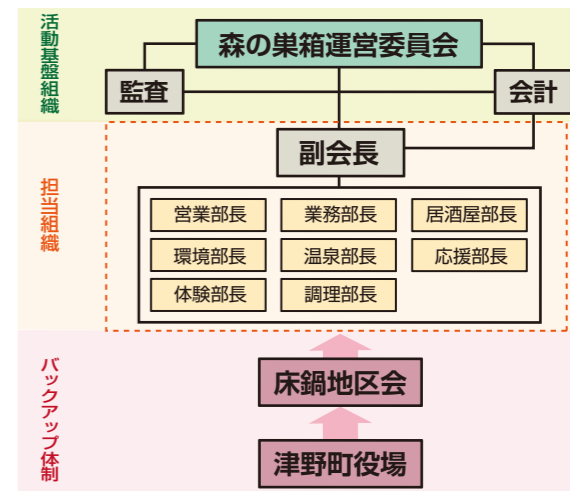 活動基盤組織
森の巣箱運営委員会
監査
会計
担当組織
副会長
営業部長
業務部長
居酒屋部長
環境部長
温泉部長
応援部長
体験部長
調理部長
バックアップ体制
床鍋地区会
津野町役場